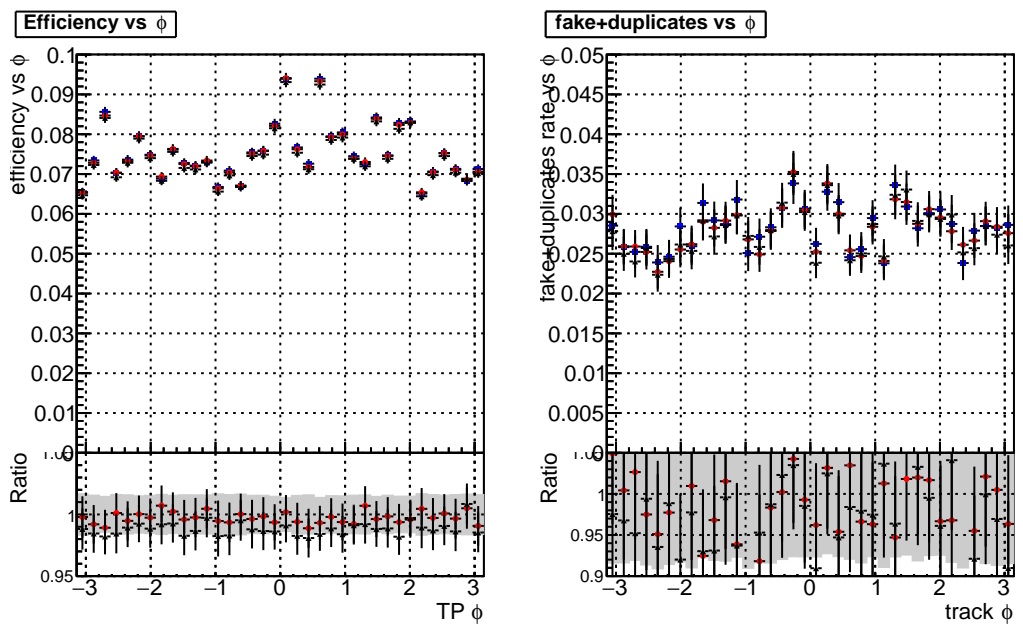 Efficiency vs ϕ
efficiency vs ϕ
0.1
0.09
0.08
0.07
0.06
0.05
0.04
0.03
0.02
0.01
0
Ratio
1
0.95
−3 −2 −1 0 1 2 3
TP ϕ
fake+duplicates vs ϕ
fake+duplicates rate vs ϕ
0.05
0.045
0.04
0.035
0.03
0.025
0.02
0.015
0.01
0.005
0
Ratio
1
0.95
0.9
−3 −2 −1 0 1 2 3
track ϕ